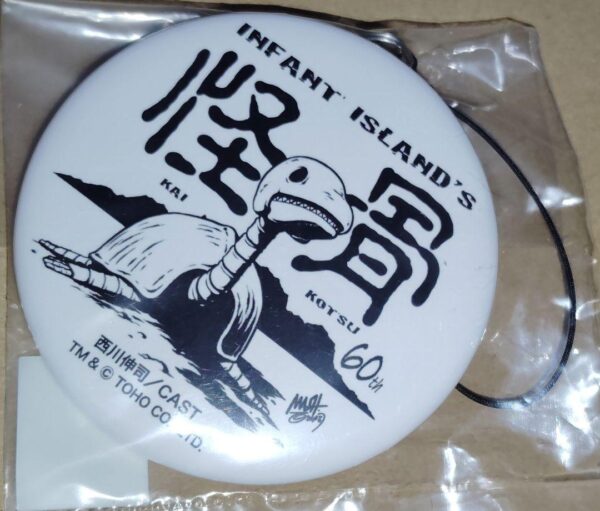 INFANT ISLAND'S
怪骨
KAI
KOTSU
60th
西川伸司/CAST
TM & © TOHO CO., LTD.